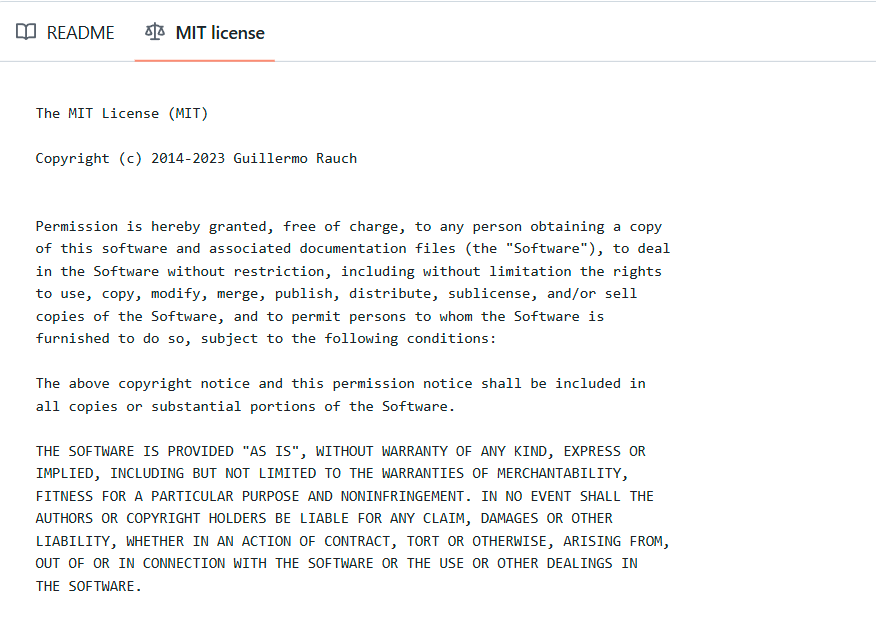 README
MIT license
The MIT License (MIT)
Copyright (c) 2014-2023 Guillermo Rauch
Permission is hereby granted, free of charge, to any person obtaining a copy
of this software and associated documentation files (the "Software"), to deal
in the Software without restriction, including without limitation the rights
to use, copy, modify, merge, publish, distribute, sublicense, and/or sell
copies of the Software, and to permit persons to whom the Software is
furnished to do so, subject to the following conditions:
The above copyright notice and this permission notice shall be included in
all copies or substantial portions of the Software.
THE SOFTWARE IS PROVIDED "AS IS", WITHOUT WARRANTY OF ANY KIND, EXPRESS OR
IMPLIED, INCLUDING BUT NOT LIMITED TO THE WARRANTIES OF MERCHANTABILITY,
FITNESS FOR A PARTICULAR PURPOSE AND NONINFRINGEMENT. IN NO EVENT SHALL THE
AUTHORS OR COPYRIGHT HOLDERS BE LIABLE FOR ANY CLAIM, DAMAGES OR OTHER
LIABILITY, WHETHER IN AN ACTION OF CONTRACT, TORT OR OTHERWISE, ARISING FROM,
OUT OF OR IN CONNECTION WITH THE SOFTWARE OR THE USE OR OTHER DEALINGS IN
THE SOFTWARE.